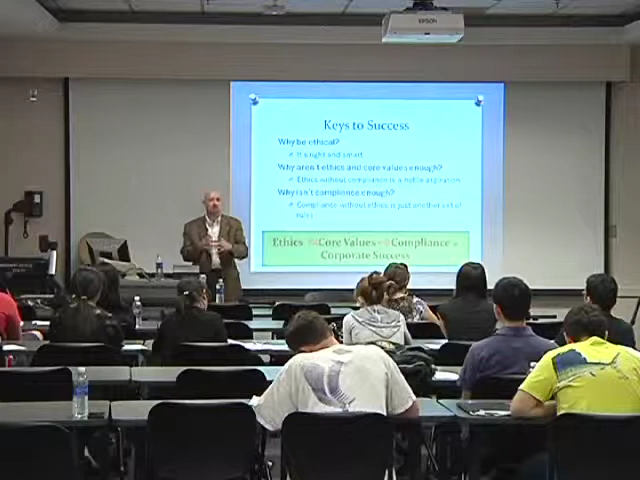 EPSON
Keys to Success
Why be ethical?
It's right and smart
Why aren't ethics and core values enough?
Ethics without compliance is a noble aspiration
Why isn't compliance enough?
Compliance without ethics is just another set of
rules
Ethics Core Values Compliance =
Corporate Success